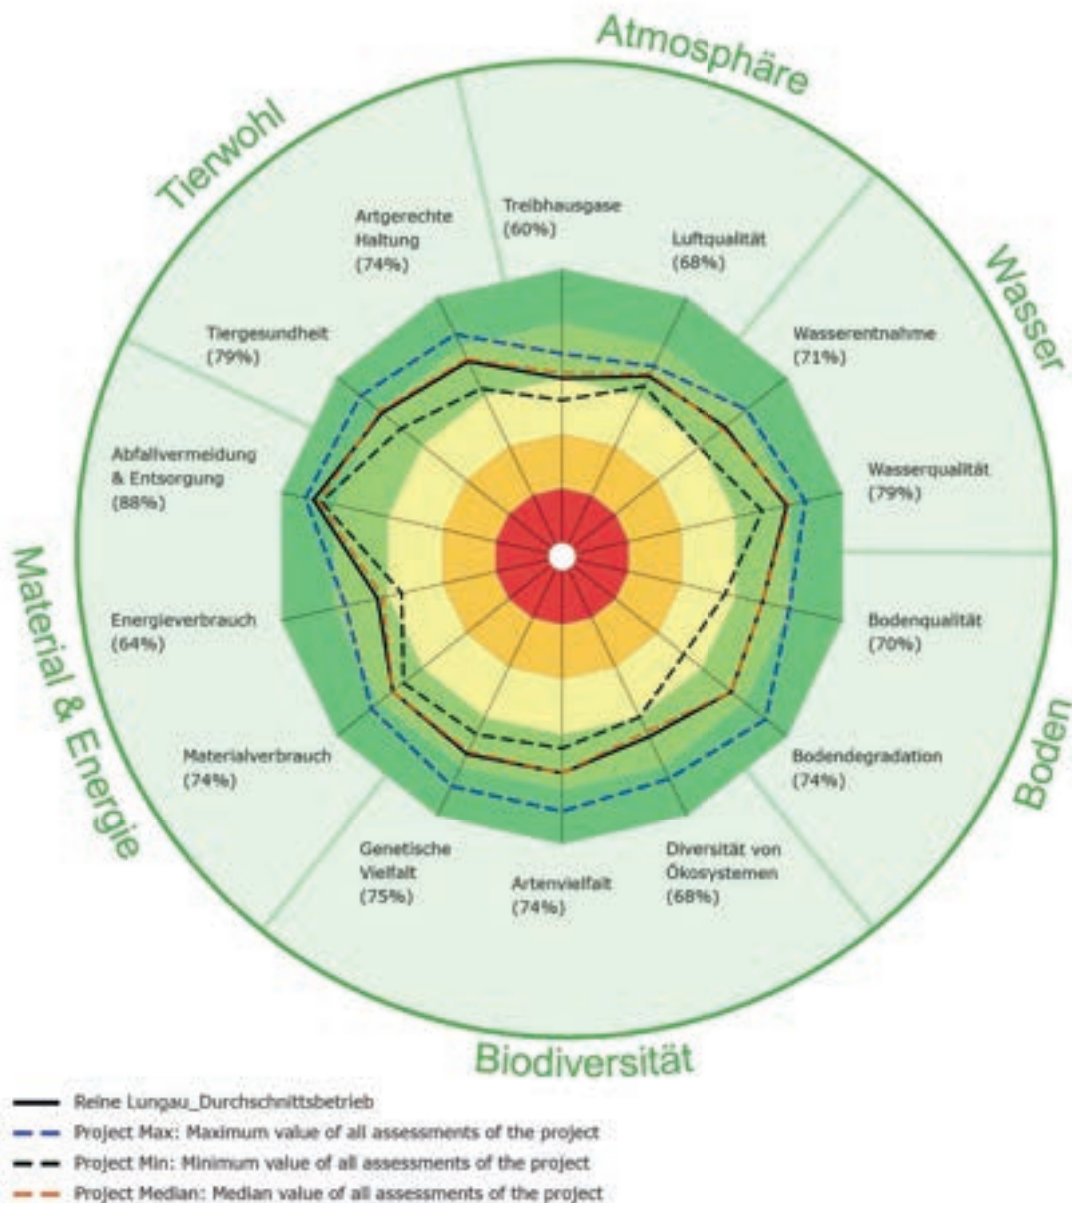 Atmosphäre
Tierwohl
Wasser
Boden
Biodiversität
Material & Energie
Treibhausgase
(60%)
Luftqualität
(68%)
Wasserentnahme
(71%)
Wasserqualität
(79%)
Bodenqualität
(70%)
Bodendegradation
(74%)
Diversität von
Ökosystemen
(68%)
Artenvielfalt
(74%)
Genetische
Vielfalt
(75%)
Materialverbrauch
(74%)
Energieverbrauch
(64%)
Abfallvermeidung
& Entsorgung
(88%)
Tiergesundheit
(79%)
Artgerechte
Haltung
(74%)
Reine Lungau_Durchschnittsbetrieb
Project Max: Maximum value of all assessments of the project
Project Min: Minimum value of all assessments of the project
Project Median: Median value of all assessments of the project